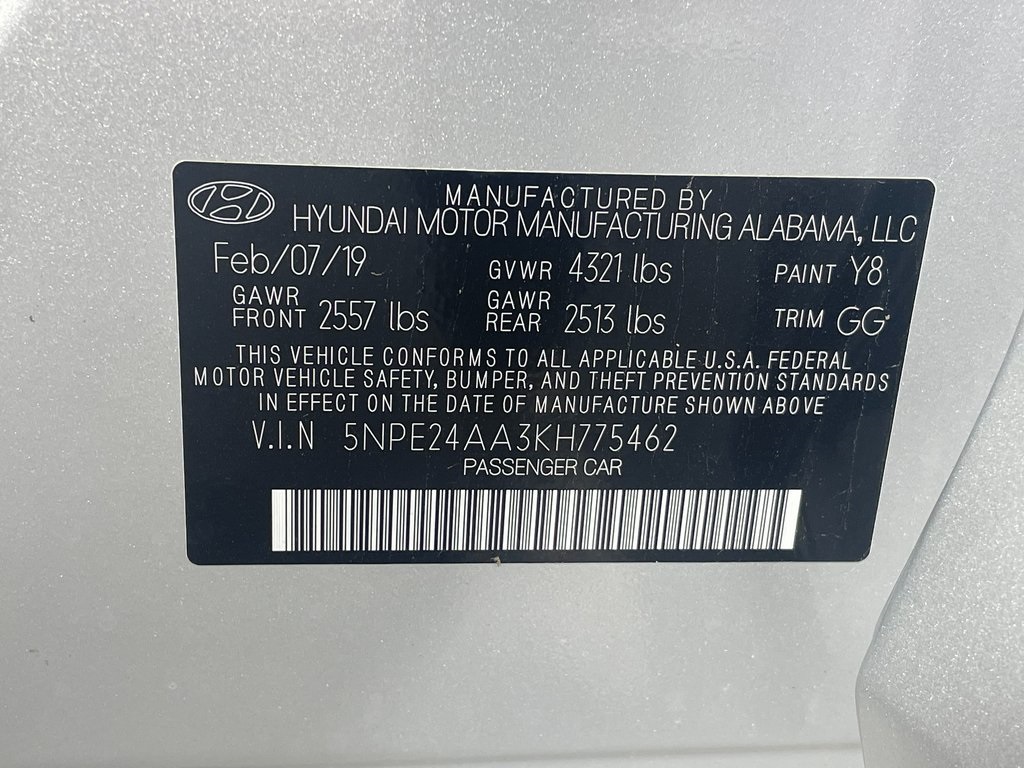 MANUFACTURED BY
HYUNDAI MOTOR MANUFACTURING ALABAMA, LLC
Feb/07/19 GVWR 4321 lbs PAINT Y8
GAWR FRONT 2557 lbs GAWR REAR 2513 lbs TRIM GG
THIS VEHICLE CONFORMS TO ALL APPLICABLE U.S.A. FEDERAL
MOTOR VEHICLE SAFETY, BUMPER, AND THEFT PREVENTION STANDARDS
IN EFFECT ON THE DATE OF MANUFACTURE SHOWN ABOVE
V.I.N 5NPE24AA3KH775462
PASSENGER CAR